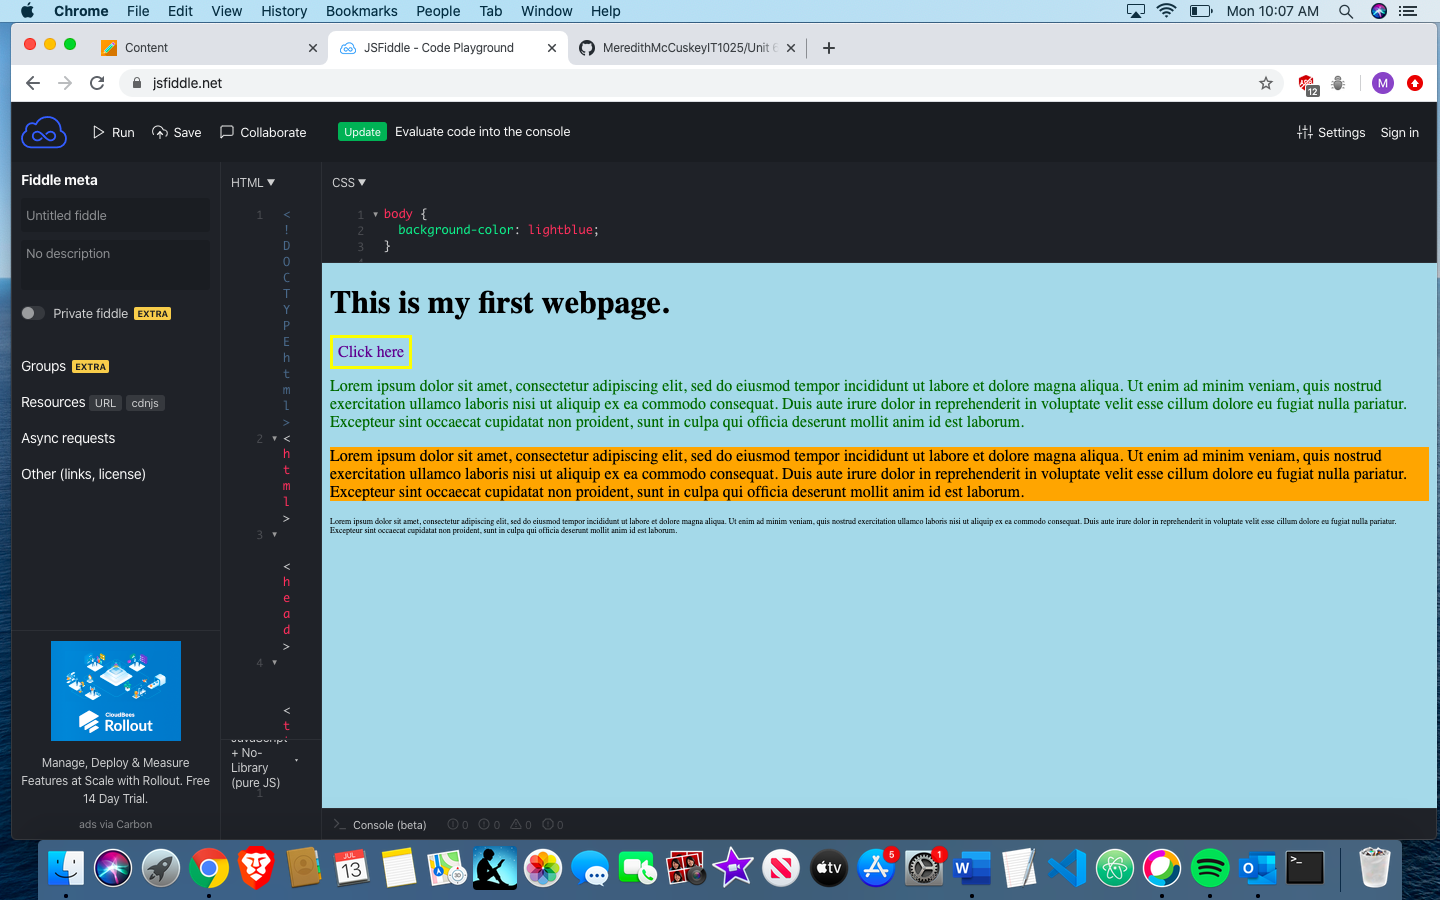 Chrome File Edit View History Bookmarks People Tab Window Help Mon 10:07 AM
Content JSFiddle - Code Playground MeredithMcCuskeyIT1025/Unit 6
jsfiddle.net 12 M
Run Save Collaborate Update Evaluate code into the console Settings Sign in
Fiddle meta
Untitled fiddle
No description
Private fiddle EXTRA
Groups EXTRA
Resources URL cdnjs
Async requests
Other (links, license)
CloudBees
Rollout
Manage, Deploy & Measure
Features at Scale with Rollout. Free
14 Day Trial.
ads via Carbon
HTML ▼
1 <
!
D
O
C
T
Y
P
E
h
t
m
l
>
2 <
h
t
m
l
>
3
<
h
e
a
d
>
4
<
t
JavaScript
+ No-
Library
(pure JS)
1
CSS ▼
1 body {
2 background-color: lightblue;
3 }
This is my first webpage.
Click here
Lorem ipsum dolor sit amet, consectetur adipiscing elit, sed do eiusmod tempor incididunt ut labore et dolore magna aliqua. Ut enim ad minim veniam, quis nostrud
exercitation ullamco laboris nisi ut aliquip ex ea commodo consequat. Duis aute irure dolor in reprehenderit in voluptate velit esse cillum dolore eu fugiat nulla pariatur.
Excepteur sint occaecat cupidatat non proident, sunt in culpa qui officia deserunt mollit anim id est laborum.
Lorem ipsum dolor sit amet, consectetur adipiscing elit, sed do eiusmod tempor incididunt ut labore et dolore magna aliqua. Ut enim ad minim veniam, quis nostrud
exercitation ullamco laboris nisi ut aliquip ex ea commodo consequat. Duis aute irure dolor in reprehenderit in voluptate velit esse cillum dolore eu fugiat nulla pariatur.
Excepteur sint occaecat cupidatat non proident, sunt in culpa qui officia deserunt mollit anim id est laborum.
Lorem ipsum dolor sit amet, consectetur adipiscing elit, sed do eiusmod tempor incididunt ut labore et dolore magna aliqua. Ut enim ad minim veniam, quis nostrud exercitation ullamco laboris nisi ut aliquip ex ea commodo consequat. Duis aute irure dolor in reprehenderit in voluptate velit esse cillum dolore eu fugiat nulla pariatur.
Excepteur sint occaecat cupidatat non proident, sunt in culpa qui officia deserunt mollit anim id est laborum.
>_ Console (beta) 0 0 0 0
JUL
13
3D
N
tv
5
1
W
O
>_